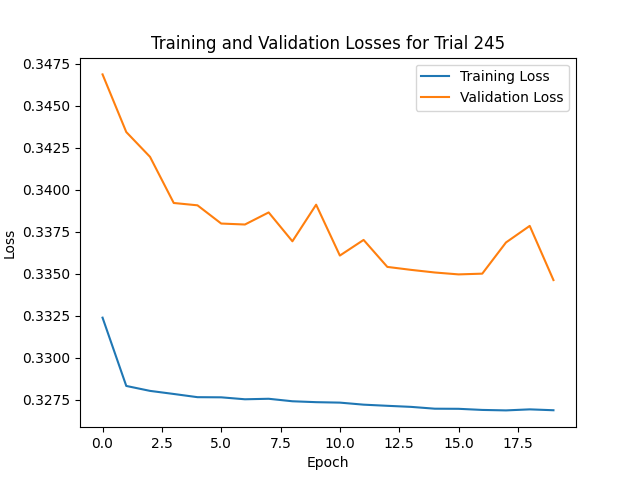 Training and Validation Losses for Trial 245
Training Loss
Validation Loss
0.3475
0.3450
0.3425
0.3400
0.3375
0.3350
0.3325
0.3300
0.3275
Loss
0.0 2.5 5.0 7.5 10.0 12.5 15.0 17.5
Epoch